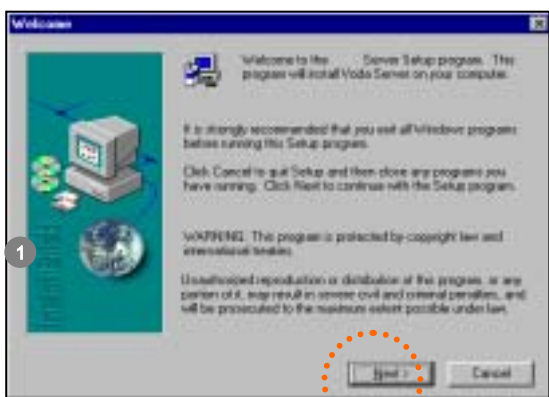 Welcome
Welcome to the Server Setup program. This
program will install Voda Server on your computer.
It is strongly recommended that you exit all Windows programs
before running this Setup program.
Click Cancel to quit Setup and then close any programs you
have running. Click Next to continue with the Setup program.
WARNING: This program is protected by copyright law and
international treaties.
Unauthorized reproduction or distribution of this program, or any
portion of it, may result in severe civil and criminal penalties, and
will be prosecuted to the maximum extent possible under law.
1
Next >
Cancel